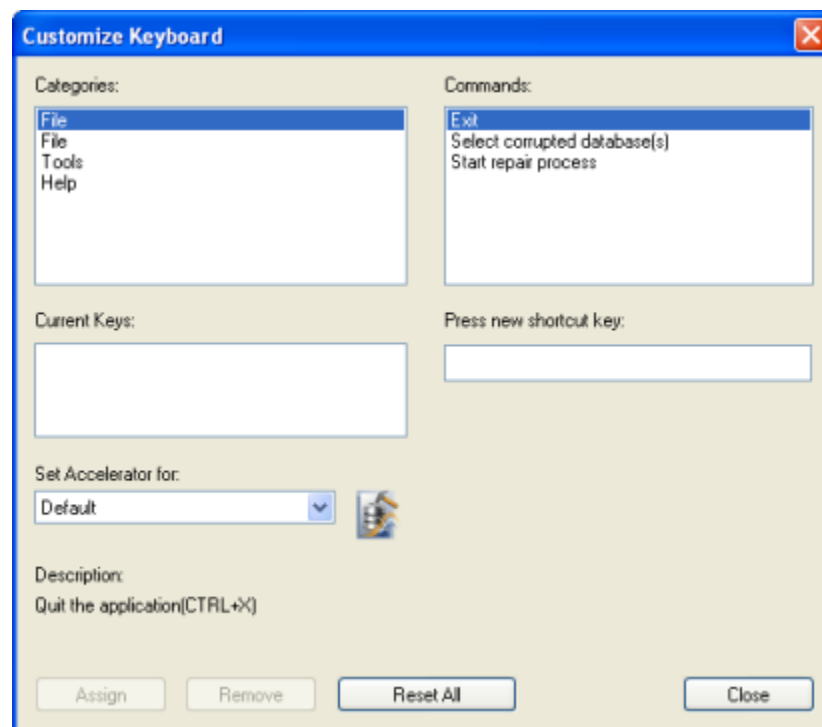 Customize Keyboard
Categories:
File
File
Tools
Help
Commands:
Exit
Select corrupted database(s)
Start repair process
Current Keys:
Press new shortcut key:
Set Accelerator for:
Default
Description:
Quit the application(CTRL+X)
Assign
Remove
Reset All
Close